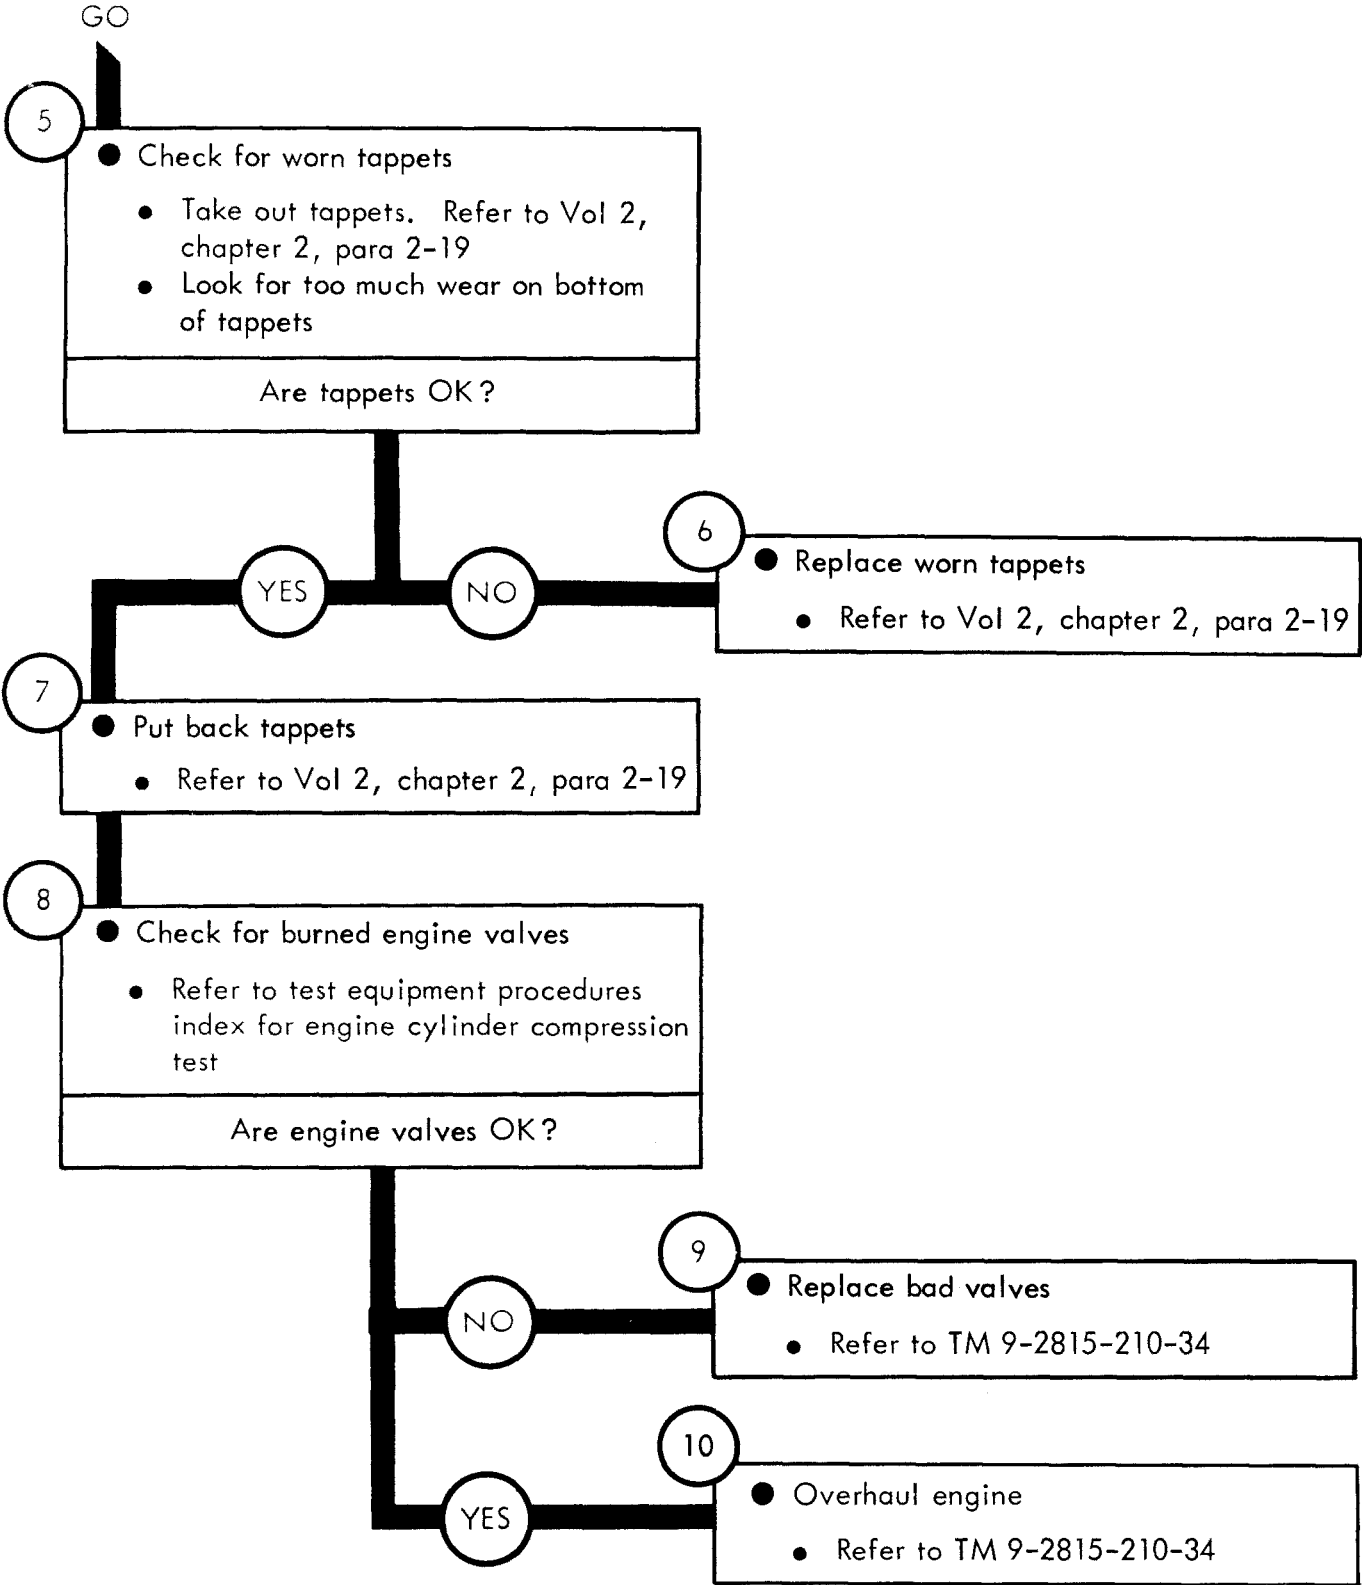 GO
5
● Check for worn tappets
● Take out tappets. Refer to Vol 2,
chapter 2, para 2-19
● Look for too much wear on bottom
of tappets
Are tappets OK?
YES
NO
6
● Replace worn tappets
● Refer to Vol 2, chapter 2, para 2-19
7
● Put back tappets
● Refer to Vol 2, chapter 2, para 2-19
8
● Check for burned engine valves
● Refer to test equipment procedures
index for engine cylinder compression
test
Are engine valves OK?
NO
9
● Replace bad valves
● Refer to TM 9-2815-210-34
YES
10
● Overhaul engine
● Refer to TM 9-2815-210-34